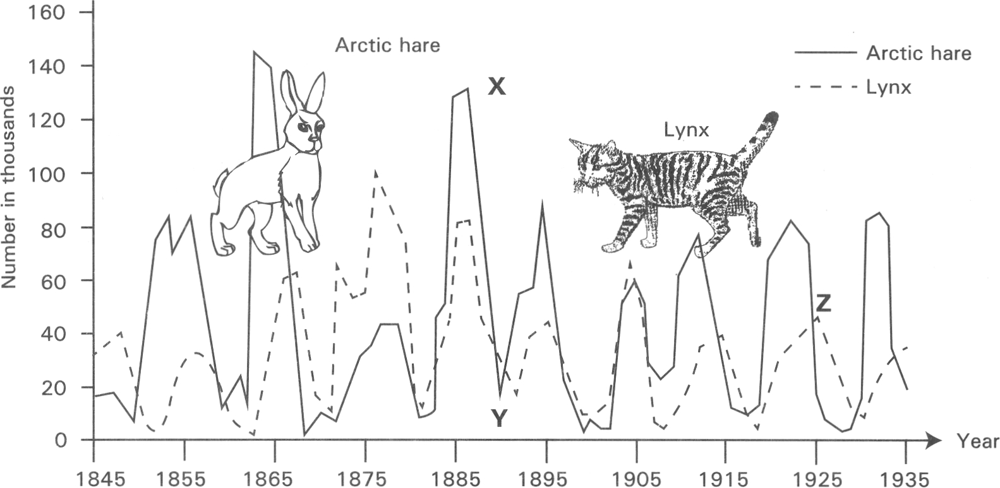 160
140
120
100
80
60
40
20
0
Number in thousands
Arctic hare
X
Arctic hare
Lynx
Lynx
Z
Y
Year
1845 1855 1865 1875 1885 1895 1905 1915 1925 1935